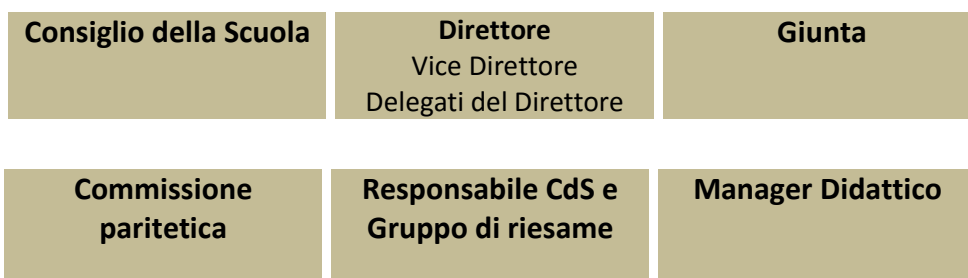 Consiglio della Scuola
Direttore
Vice Direttore
Delegati del Direttore
Giunta
Commissione
paritetica
Responsabile CdS e
Gruppo di riesame
Manager Didattico